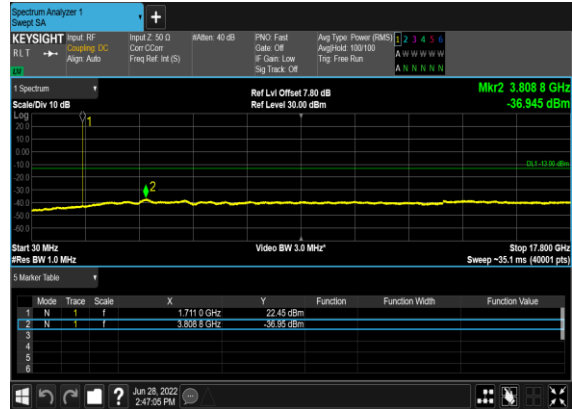 Spectrum Analyzer 1
Swept SA
+
KEYSIGHT Input: RF Input Z: 50 Ω #Atten: 40 dB PNO: Fast Avg Type: Power (RMS) 1 2 3 4 5 6
RLT Coupling: DC Corr CCorr Gate: Off Avg|Hold: 100/100 A W W W W W
Align: Auto Freq Ref: Int (S) IF Gain: Low Trig: Free Run
Sig Track: Off A N N N N N
1 Spectrum Ref Lvl Offset 7.80 dB Mkr2 3.808 8 GHz
Scale/Div 10 dB Ref Level 30.00 dBm -36.945 dBm
Log
1
20.0
10.0
0.00
-10.0
DL1 -13.00 dBm
-20.0
-30.0
2
-40.0
-50.0
-60.0
Start 30 MHz Video BW 3.0 MHz* Stop 17.800 GHz
#Res BW 1.0 MHz Sweep ~35.1 ms (40001 pts)
5 Marker Table
Mode Trace Scale X Y Function Function Width Function Value
1 N 1 f 1.711 0 GHz 22.45 dBm
2 N 1 f 3.808 8 GHz -36.95 dBm
3
4
5
6
? Jun 28, 2022
2:47:05 PM